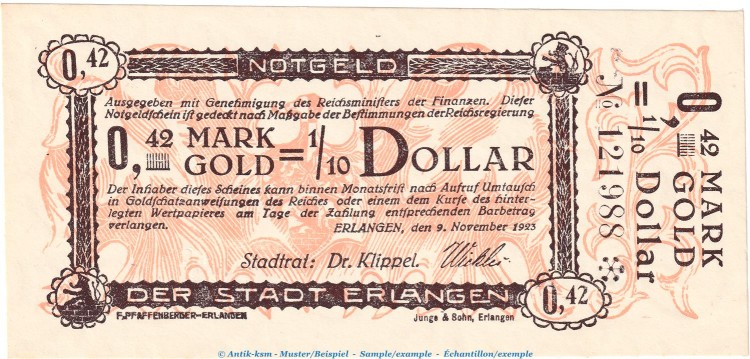 0,42
NOTGELD
Ausgegeben mit Genehmigung des Reichsministers der Finanzen. Dieser
Notgeldschein ist gedeckt nach Maßgabe der Bestimmungen der Reichsregierung
0,42 MARK GOLD = 1/10 DOLLAR
Der Inhaber dieses Scheines kann binnen Monatsfrist nach Aufruf Umtausch
in Goldschatzanweisungen des Reiches oder einem dem Kurse des hinter-
legten Wertpapieres am Tage der Zahlung entsprechenden Barbetrag
verlangen.
ERLANGEN, den 9. November 1923
Stadtrat: Dr. Klippel.
DER STADT ERLANGEN
0,42
F. PFAFFENBERGER-ERLANGEN
Junge & Sohn, Erlangen
№ 121988
0,42 MARK GOLD
= 1/10 Dollar
© Antik-ksm - Muster/Beispiel - Sample/example - Échantillon/exemple